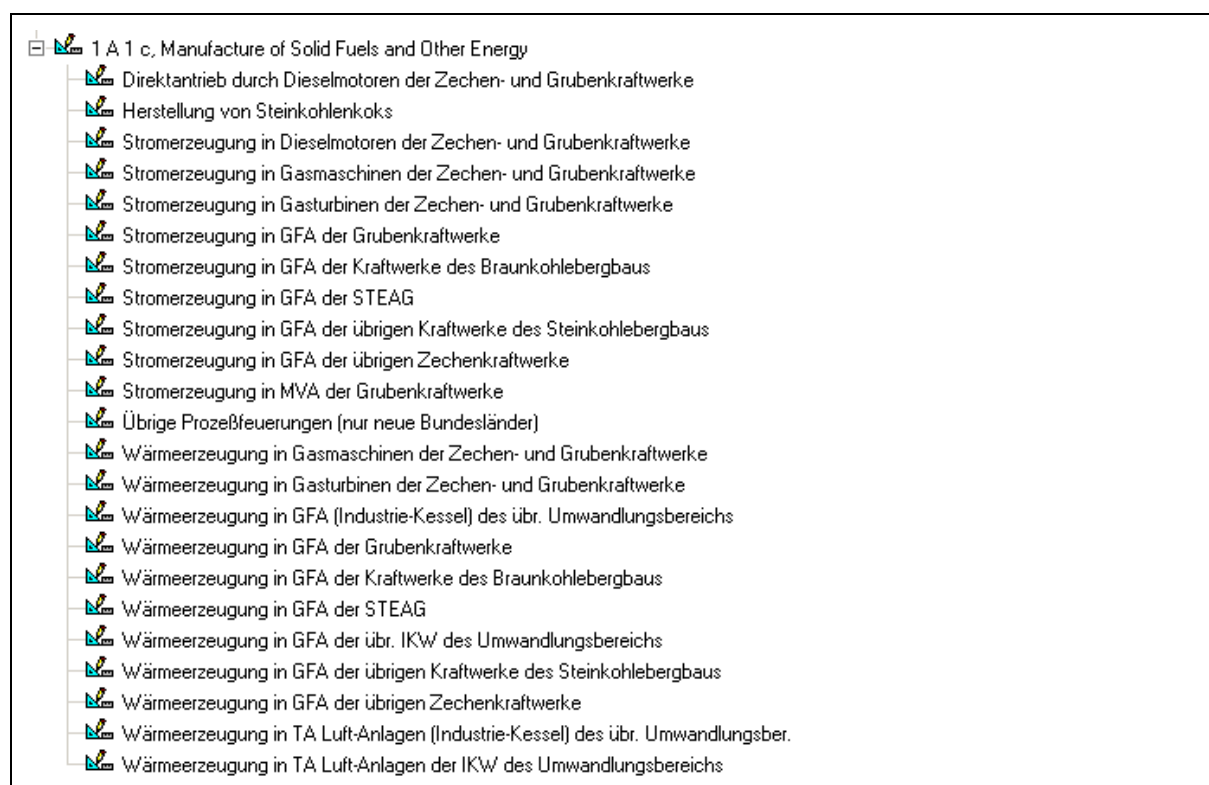 1 A 1 c, Manufacture of Solid Fuels and Other Energy
Direktantrieb durch Dieselmotoren der Zechen- und Grubenkraftwerke
Herstellung von Steinkohlenkoks
Stromerzeugung in Dieselmotoren der Zechen- und Grubenkraftwerke
Stromerzeugung in Gasmaschinen der Zechen- und Grubenkraftwerke
Stromerzeugung in Gasturbinen der Zechen- und Grubenkraftwerke
Stromerzeugung in GFA der Grubenkraftwerke
Stromerzeugung in GFA der Kraftwerke des Braunkohlebergbaus
Stromerzeugung in GFA der STEAG
Stromerzeugung in GFA der übrigen Kraftwerke des Steinkohlebergbaus
Stromerzeugung in GFA der übrigen Zechenkraftwerke
Stromerzeugung in MVA der Grubenkraftwerke
Übrige Prozeßfeuerungen (nur neue Bundesländer)
Wärmeerzeugung in Gasmaschinen der Zechen- und Grubenkraftwerke
Wärmeerzeugung in Gasturbinen der Zechen- und Grubenkraftwerke
Wärmeerzeugung in GFA (Industrie-Kessel) des übr. Umwandlungsbereichs
Wärmeerzeugung in GFA der Grubenkraftwerke
Wärmeerzeugung in GFA der Kraftwerke des Braunkohlebergbaus
Wärmeerzeugung in GFA der STEAG
Wärmeerzeugung in GFA der übr. IKW des Umwandlungsbereichs
Wärmeerzeugung in GFA der übrigen Kraftwerke des Steinkohlebergbaus
Wärmeerzeugung in GFA der übrigen Zechenkraftwerke
Wärmeerzeugung in TA Luft-Anlagen (Industrie-Kessel) des übr. Umwandlungsber.
Wärmeerzeugung in TA Luft-Anlagen der IKW des Umwandlungsbereichs